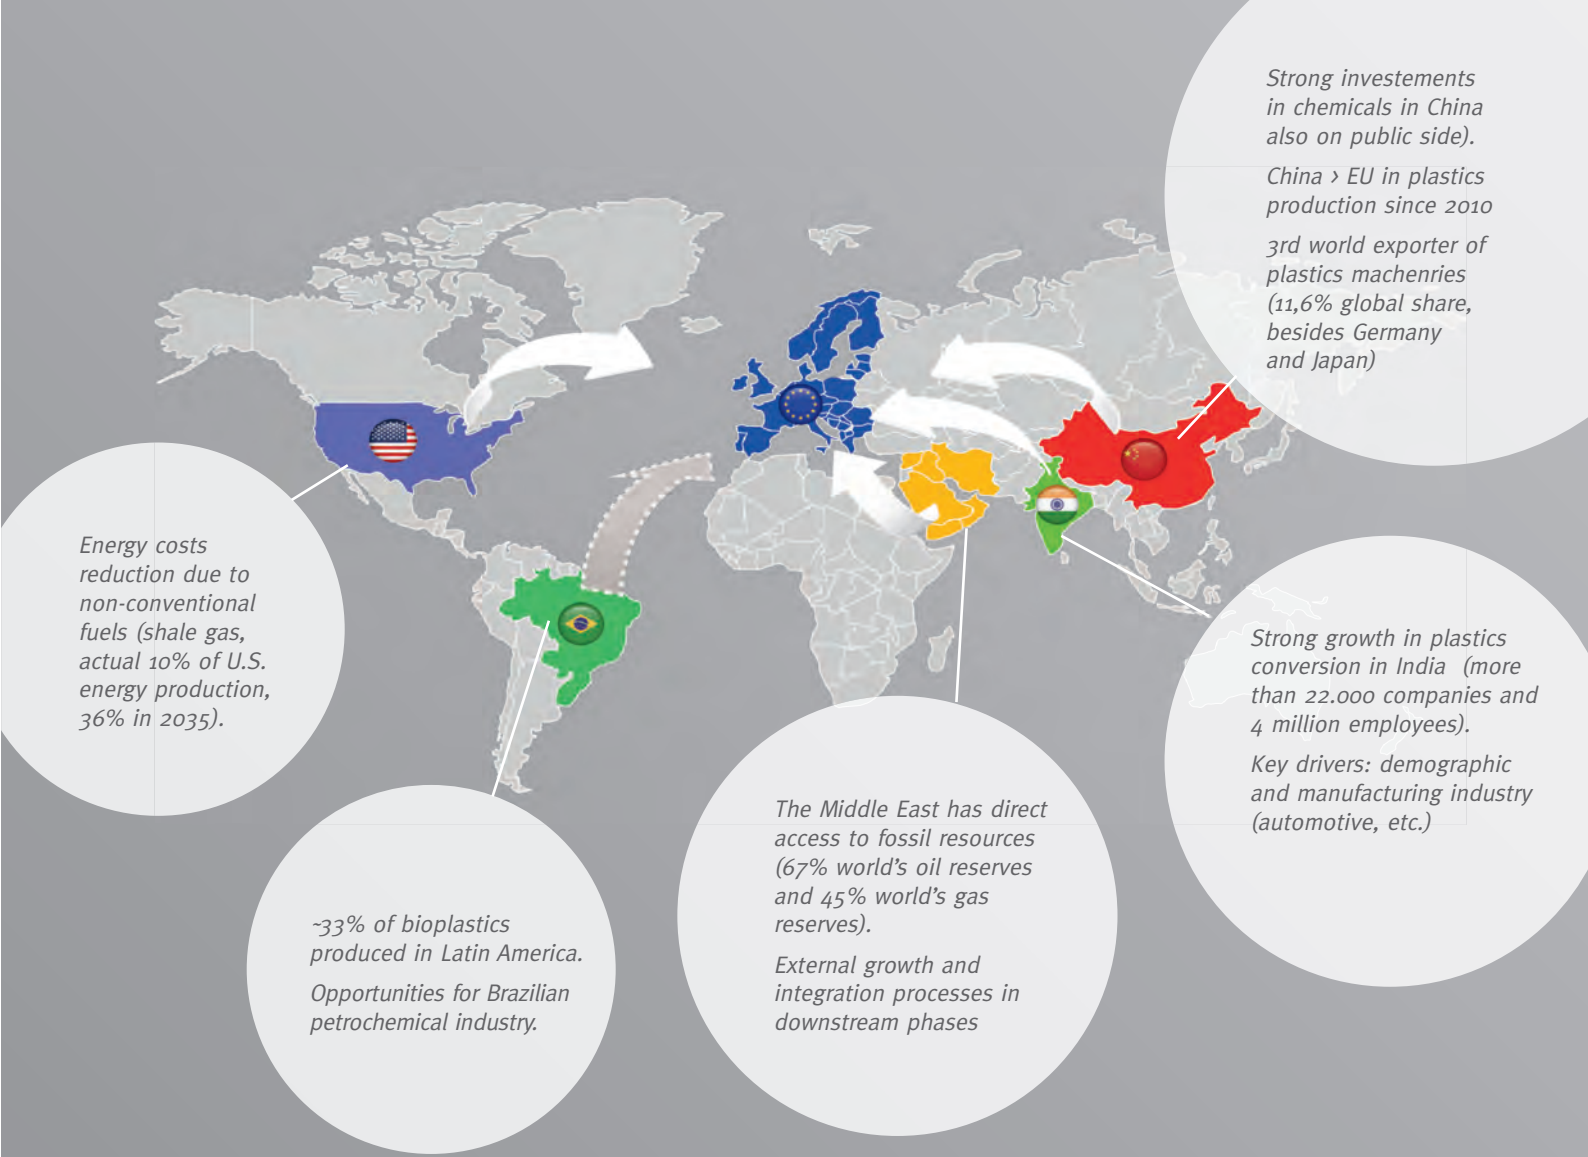 Strong investements
in chemicals in China
also on public side).
China > EU in plastics
production since 2010
3rd world exporter of
plastics machenries
(11,6% global share,
besides Germany
and Japan)
Energy costs
reduction due to
non-conventional
fuels (shale gas,
actual 10% of U.S.
energy production,
36% in 2035).
Strong growth in plastics
conversion in India (more
than 22.000 companies and
4 million employees).
Key drivers: demographic
and manufacturing industry
(automotive, etc.)
The Middle East has direct
access to fossil resources
(67% world's oil reserves
and 45% world's gas
reserves).
External growth and
integration processes in
downstream phases
~33% of bioplastics
produced in Latin America.
Opportunities for Brazilian
petrochemical industry.